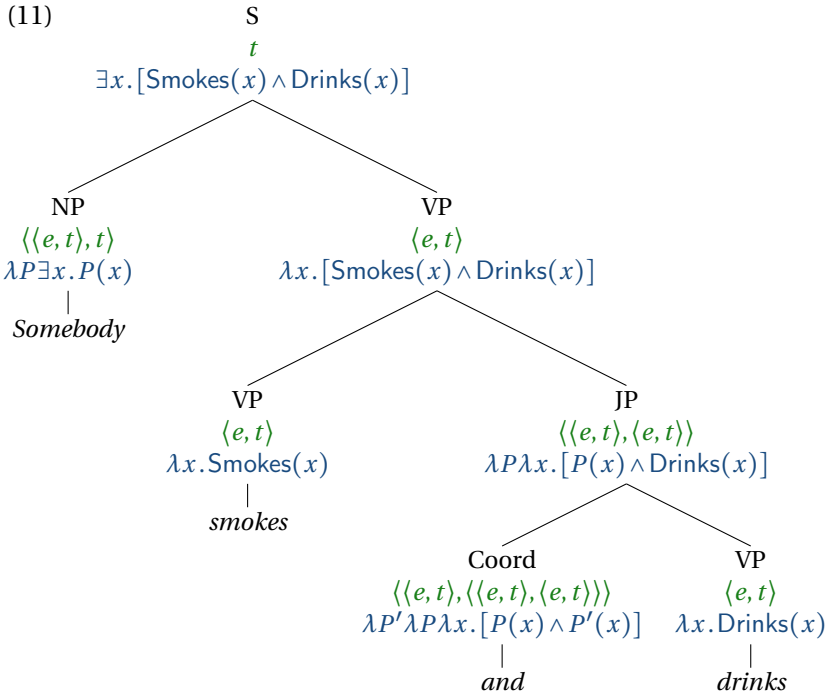 (11) S
t
∃x.[Smokes(x) ∧ Drinks(x)]
NP VP
⟨⟨e, t⟩, t⟩ ⟨e, t⟩
λP∃x.P(x) λx.[Smokes(x) ∧ Drinks(x)]
Somebody
VP JP
⟨e, t⟩ ⟨⟨e, t⟩,⟨e, t⟩⟩
λx.Smokes(x) λPλx.[P(x) ∧ Drinks(x)]
smokes
Coord VP
⟨⟨e, t⟩,⟨⟨e, t⟩,⟨e, t⟩⟩⟩ ⟨e, t⟩
λP′λPλx.[P(x) ∧ P′(x)] λx.Drinks(x)
and drinks